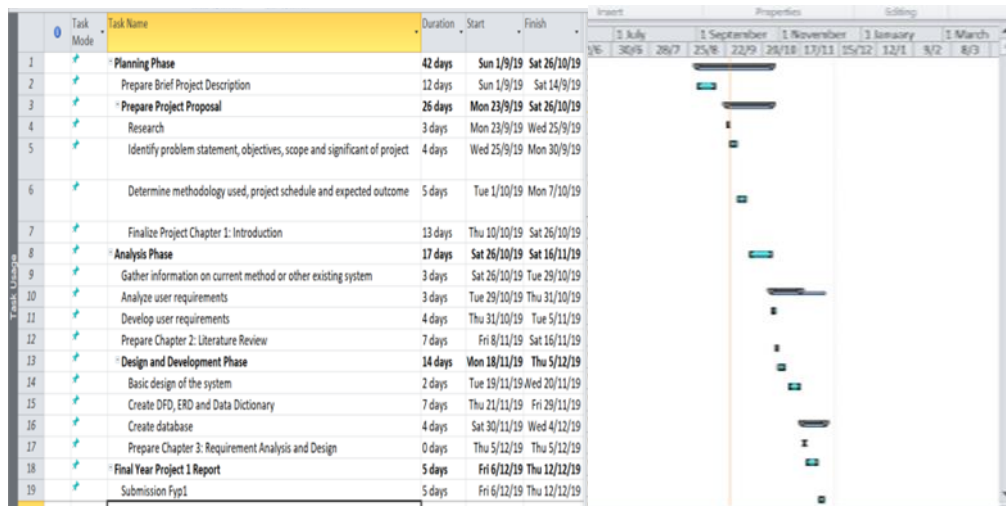 Insert Properties Editing
Task Mode Task Name Duration Start Finish
1 July 1 September 1 November 1 January 1 March
/6 30/6 28/7 25/8 22/9 20/10 17/11 15/12 12/1 9/2 8/3
1 Planning Phase 42 days Sun 1/9/19 Sat 26/10/19
2 Prepare Brief Project Description 12 days Sun 1/9/19 Sat 14/9/19
3 Prepare Project Proposal 26 days Mon 23/9/19 Sat 26/10/19
4 Research 3 days Mon 23/9/19 Wed 25/9/19
5 Identify problem statement, objectives, scope and significant of project 4 days Wed 25/9/19 Mon 30/9/19
6 Determine methodology used, project schedule and expected outcome 5 days Tue 1/10/19 Mon 7/10/19
7 Finalize Project Chapter 1: Introduction 13 days Thu 10/10/19 Sat 26/10/19
8 Analysis Phase 17 days Sat 26/10/19 Sat 16/11/19
9 Gather information on current method or other existing system 3 days Sat 26/10/19 Tue 29/10/19
10 Analyze user requirements 3 days Tue 29/10/19 Thu 31/10/19
11 Develop user requirements 4 days Thu 31/10/19 Tue 5/11/19
12 Prepare Chapter 2: Literature Review 7 days Fri 8/11/19 Sat 16/11/19
13 Design and Development Phase 14 days Mon 18/11/19 Thu 5/12/19
14 Basic design of the system 2 days Tue 19/11/19 Wed 20/11/19
15 Create DFD, ERD and Data Dictionary 7 days Thu 21/11/19 Fri 29/11/19
16 Create database 4 days Sat 30/11/19 Wed 4/12/19
17 Prepare Chapter 3: Requirement Analysis and Design 0 days Thu 5/12/19 Thu 5/12/19
18 Final Year Project 1 Report 5 days Fri 6/12/19 Thu 12/12/19
19 Submission Fyp1 5 days Fri 6/12/19 Thu 12/12/19
Task Usage